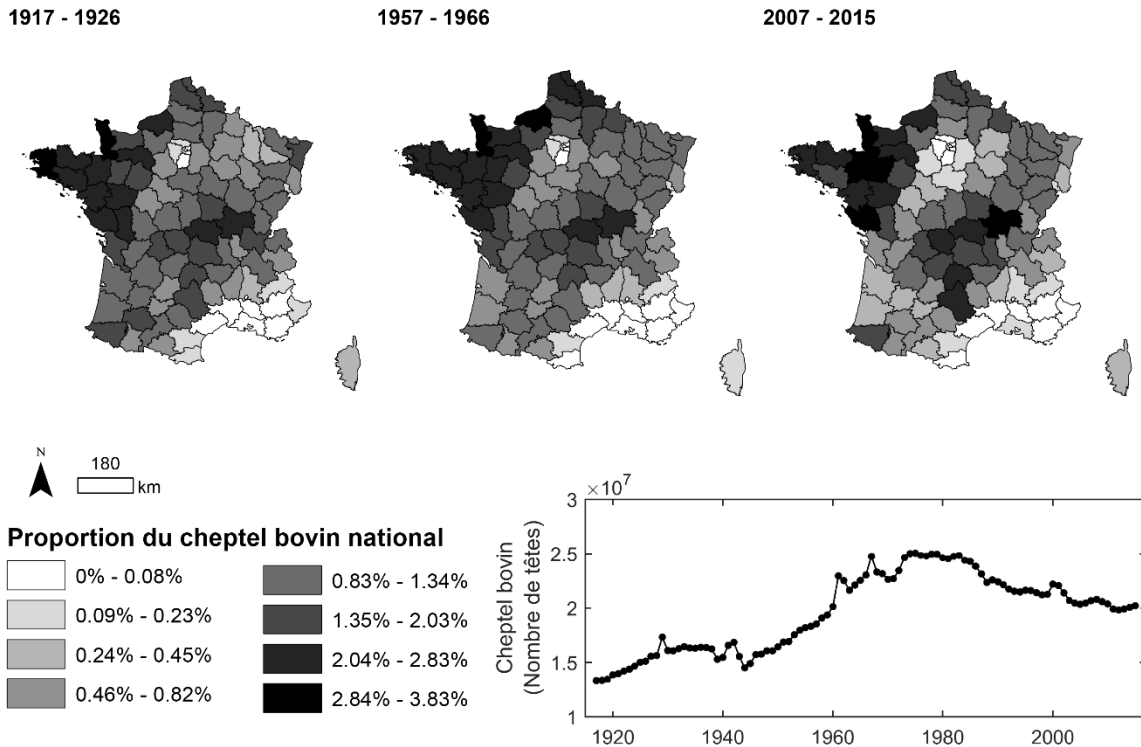 1917 - 1926
1957 - 1966
2007 - 2015
N
180
km
Proportion du cheptel bovin national
0% - 0.08%
0.09% - 0.23%
0.24% - 0.45%
0.46% - 0.82%
0.83% - 1.34%
1.35% - 2.03%
2.04% - 2.83%
2.84% - 3.83%
×10⁷
3
2.5
2
1.5
1
Cheptel bovin
(Nombre de têtes)
1920 1940 1960 1980 2000